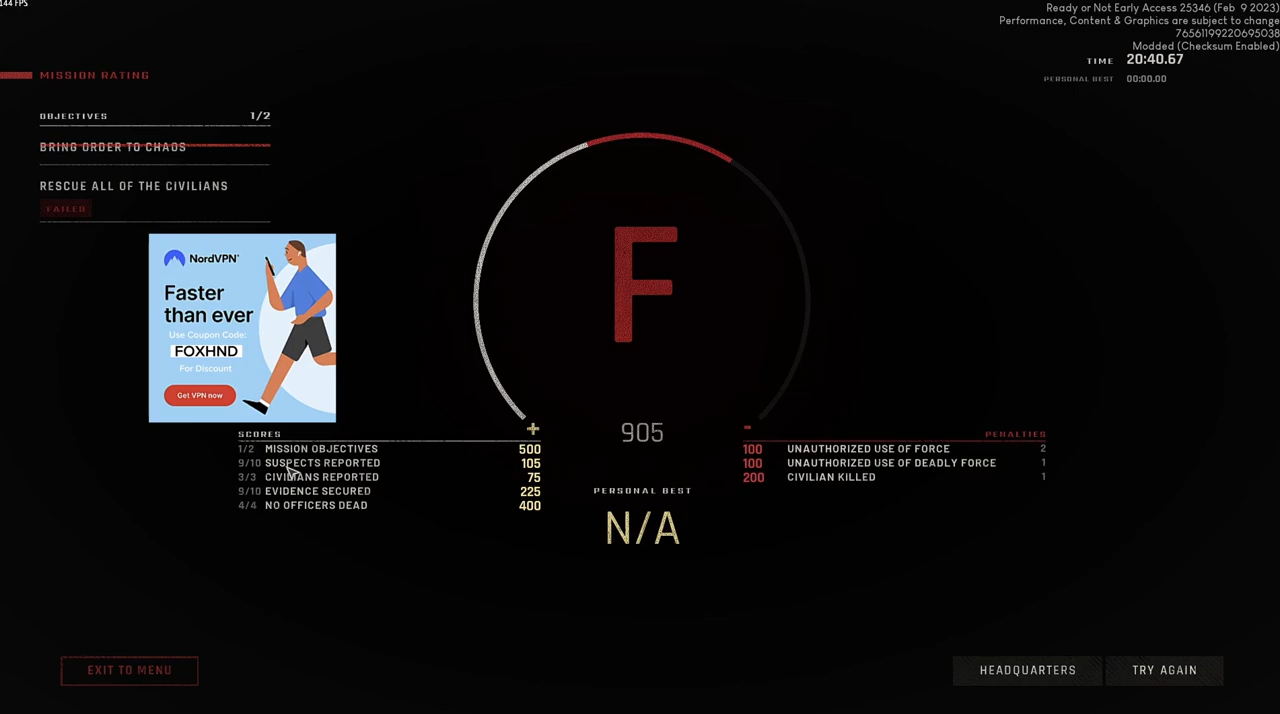 144 FPS
Ready or Not Early Access 25346 (Feb 9 2023)
Performance, Content & Graphics are subject to change
76561199220695038
Modded (Checksum Enabled)
TIME 20:40.67
PERSONAL BEST 00:00.00
MISSION RATING
OBJECTIVES 1/2
BRING ORDER TO CHAOS
RESCUE ALL OF THE CIVILIANS
FAILED
NordVPN®
Faster
than ever
Use Coupon Code:
FOXHND
For Discount
Get VPN now
F
905
PERSONAL BEST
N/A
SCORES +
1/2 MISSION OBJECTIVES 500
9/10 SUSPECTS REPORTED 105
3/3 CIVILIANS REPORTED 75
9/10 EVIDENCE SECURED 225
4/4 NO OFFICERS DEAD 400
- PENALTIES
100 UNAUTHORIZED USE OF FORCE 2
100 UNAUTHORIZED USE OF DEADLY FORCE 1
200 CIVILIAN KILLED 1
EXIT TO MENU
HEADQUARTERS
TRY AGAIN